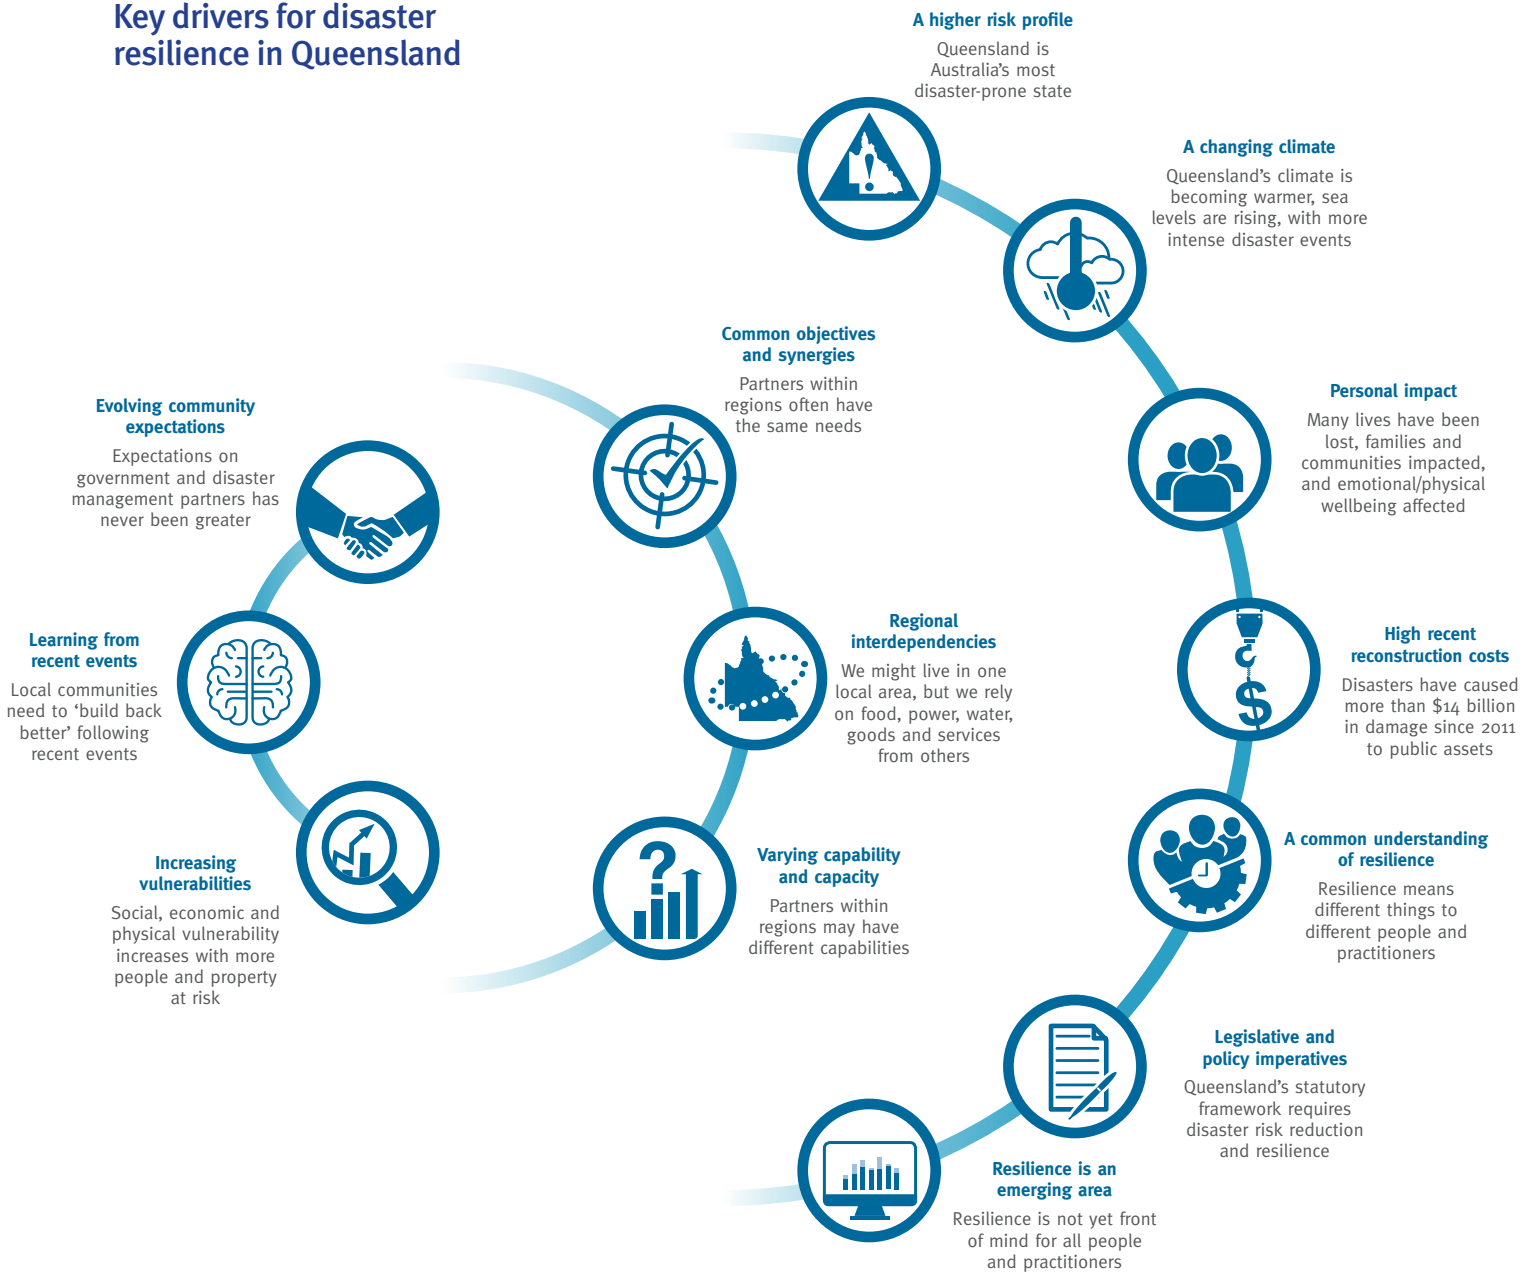 Key drivers for disaster
resilience in Queensland
A higher risk profile
Queensland is
Australia’s most
disaster-prone state
A changing climate
Queensland’s climate is
becoming warmer, sea
levels are rising, with more
intense disaster events
Personal impact
Many lives have been
lost, families and
communities impacted,
and emotional/physical
wellbeing affected
High recent
reconstruction costs
Disasters have caused
more than $14 billion
in damage since 2011
to public assets
A common understanding
of resilience
Resilience means
different things to
different people and
practitioners
Legislative and
policy imperatives
Queensland’s statutory
framework requires
disaster risk reduction
and resilience
Resilience is an
emerging area
Resilience is not yet front
of mind for all people
and practitioners
Common objectives
and synergies
Partners within
regions often have
the same needs
Regional
interdependencies
We might live in one
local area, but we rely
on food, power, water,
goods and services
from others
Varying capability
and capacity
Partners within
regions may have
different capabilities
Evolving community
expectations
Expectations on
government and disaster
management partners has
never been greater
Learning from
recent events
Local communities
need to ‘build back
better’ following
recent events
Increasing
vulnerabilities
Social, economic and
physical vulnerability
increases with more
people and property
at risk